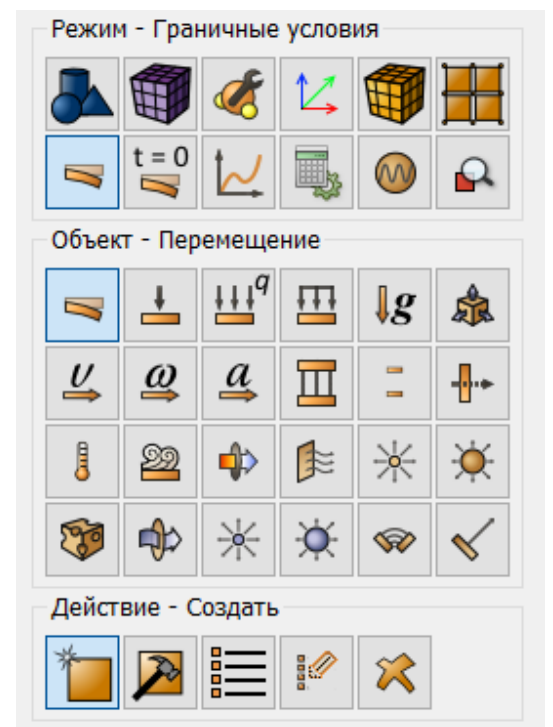 Режим - Граничные условия
t = 0
Объект - Перемещение
q
g
υ ω a
Действие - Создать